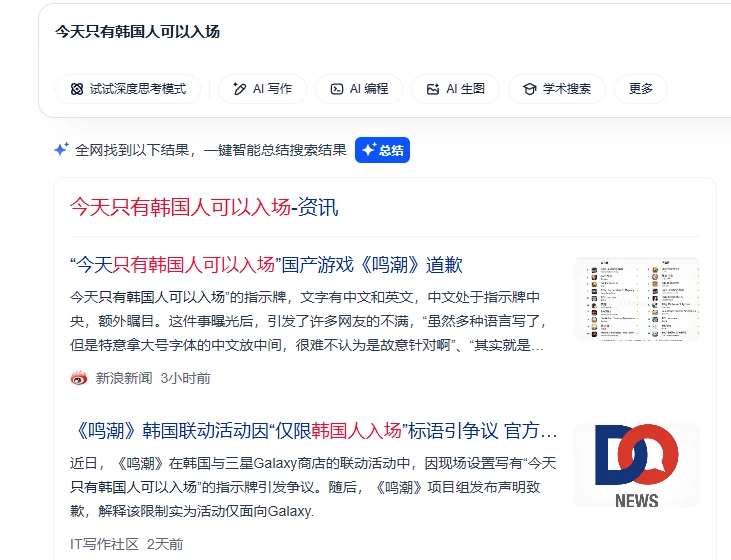 今天只有韩国人可以入场
试试深度思考模式 AI 写作 AI 编程 AI 生图 学术搜索 更多
全网找到以下结果，一键智能总结搜索结果 总结
今天只有韩国人可以入场-资讯
“今天只有韩国人可以入场”国产游戏《鸣潮》道歉
今天只有韩国人可以入场”的指示牌，文字有中文和英文，中文处于指示牌中
央，额外瞩目。这件事曝光后，引发了许多网友的不满，“虽然多种语言写了，
但是特意拿大号字体的中文放中间，很难不认为是故意针对啊”、“其实就是...
新浪新闻 3小时前
《鸣潮》韩国联动活动因“仅限韩国人入场”标语引争议 官方...
近日，《鸣潮》在韩国与三星Galaxy商店的联动活动中，因现场设置写有“今天
只有韩国人可以入场”的指示牌引发争议。随后，《鸣潮》项目组发布声明致
歉，解释该限制实为活动仅面向Galaxy.
DO
NEWS
IT写作社区 2天前